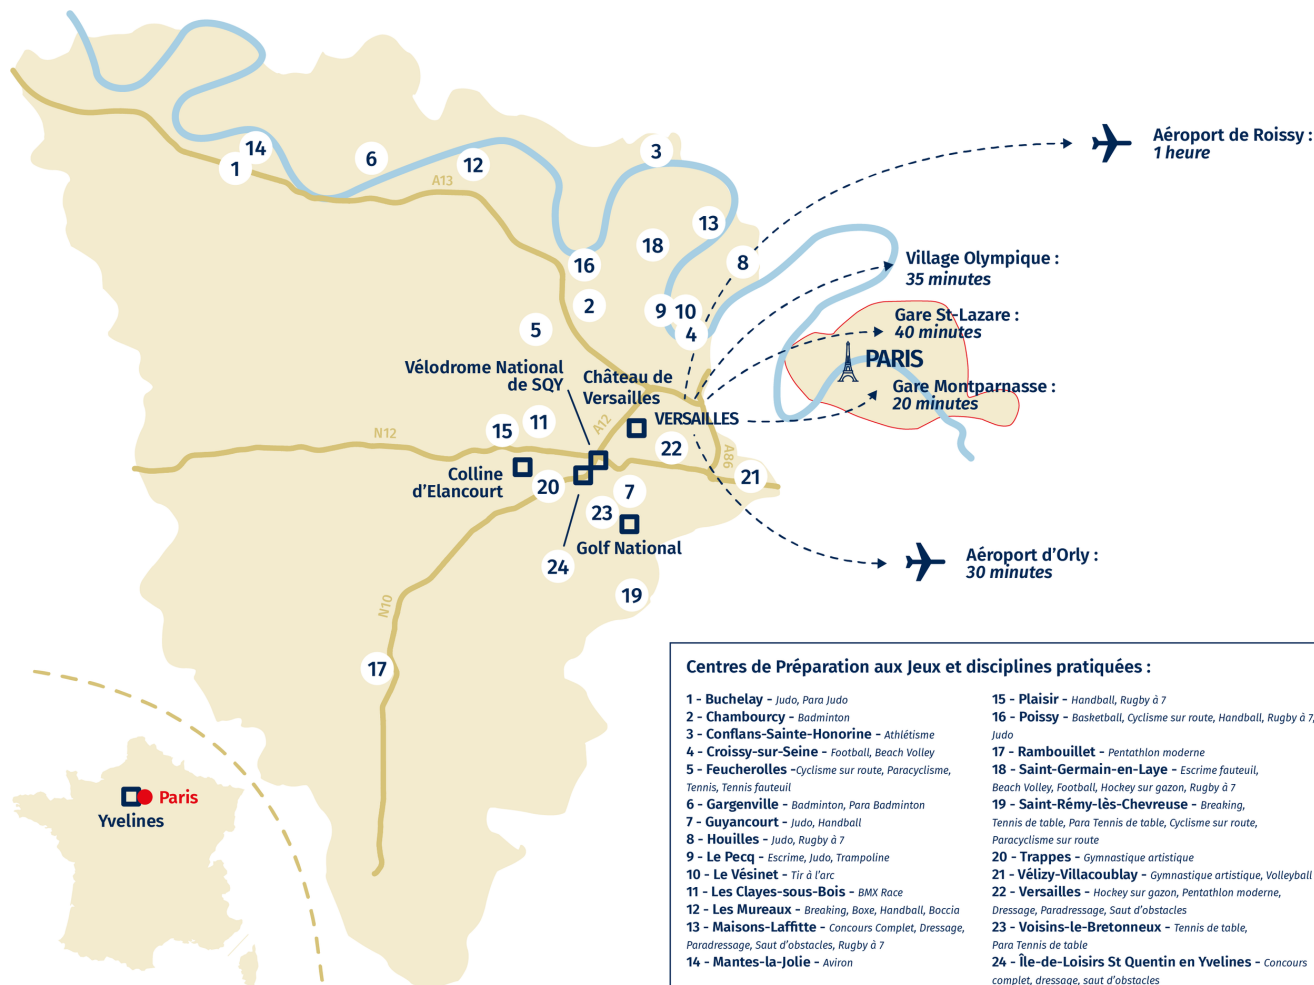 Aéroport de Roissy :
1 heure
14
1
6
12
3
A13
13
18
8
16
Village Olympique :
35 minutes
2
9
10
4
5
Gare St-Lazare :
40 minutes
PARIS
Vélodrome National
de SQY
Château de
Versailles
Gare Montparnasse :
20 minutes
VERSAILLES
A12
11
15
N12
22
A86
21
Colline
d'Elancourt
20
7
23
Golf National
24
Aéroport d'Orly :
30 minutes
19
N10
17
Paris
Yvelines
Centres de Préparation aux Jeux et disciplines pratiquées :
1 - Buchelay - Judo, Para Judo
2 - Chambourcy - Badminton
3 - Conflans-Sainte-Honorine - Athlétisme
4 - Croissy-sur-Seine - Football, Beach Volley
5 - Feucherolles -Cyclisme sur route, Paracyclisme,
Tennis, Tennis fauteuil
6 - Gargenville - Badminton, Para Badminton
7 - Guyancourt - Judo, Handball
8 - Houilles - Judo, Rugby à 7
9 - Le Pecq - Escrime, Judo, Trampoline
10 - Le Vésinet - Tir à l'arc
11 - Les Clayes-sous-Bois - BMX Race
12 - Les Mureaux - Breaking, Boxe, Handball, Boccia
13 - Maisons-Laffitte - Concours Complet, Dressage,
Paradressage, Saut d'obstacles, Rugby à 7
14 - Mantes-la-Jolie - Aviron
15 - Plaisir - Handball, Rugby à 7
16 - Poissy - Basketball, Cyclisme sur route, Handball, Rugby à 7,
Judo
17 - Rambouillet - Pentathlon moderne
18 - Saint-Germain-en-Laye - Escrime fauteuil,
Beach Volley, Football, Hockey sur gazon, Rugby à 7
19 - Saint-Rémy-lès-Chevreuse - Breaking,
Tennis de table, Para Tennis de table, Cyclisme sur route,
Paracyclisme sur route
20 - Trappes - Gymnastique artistique
21 - Vélizy-Villacoublay - Gymnastique artistique, Volleyball
22 - Versailles - Hockey sur gazon, Pentathlon moderne,
Dressage, Paradressage, Saut d'obstacles
23 - Voisins-le-Bretonneux - Tennis de table,
Para Tennis de table
24 - Île-de-Loisirs St Quentin en Yvelines - Concours
complet, dressage, saut d'obstacles